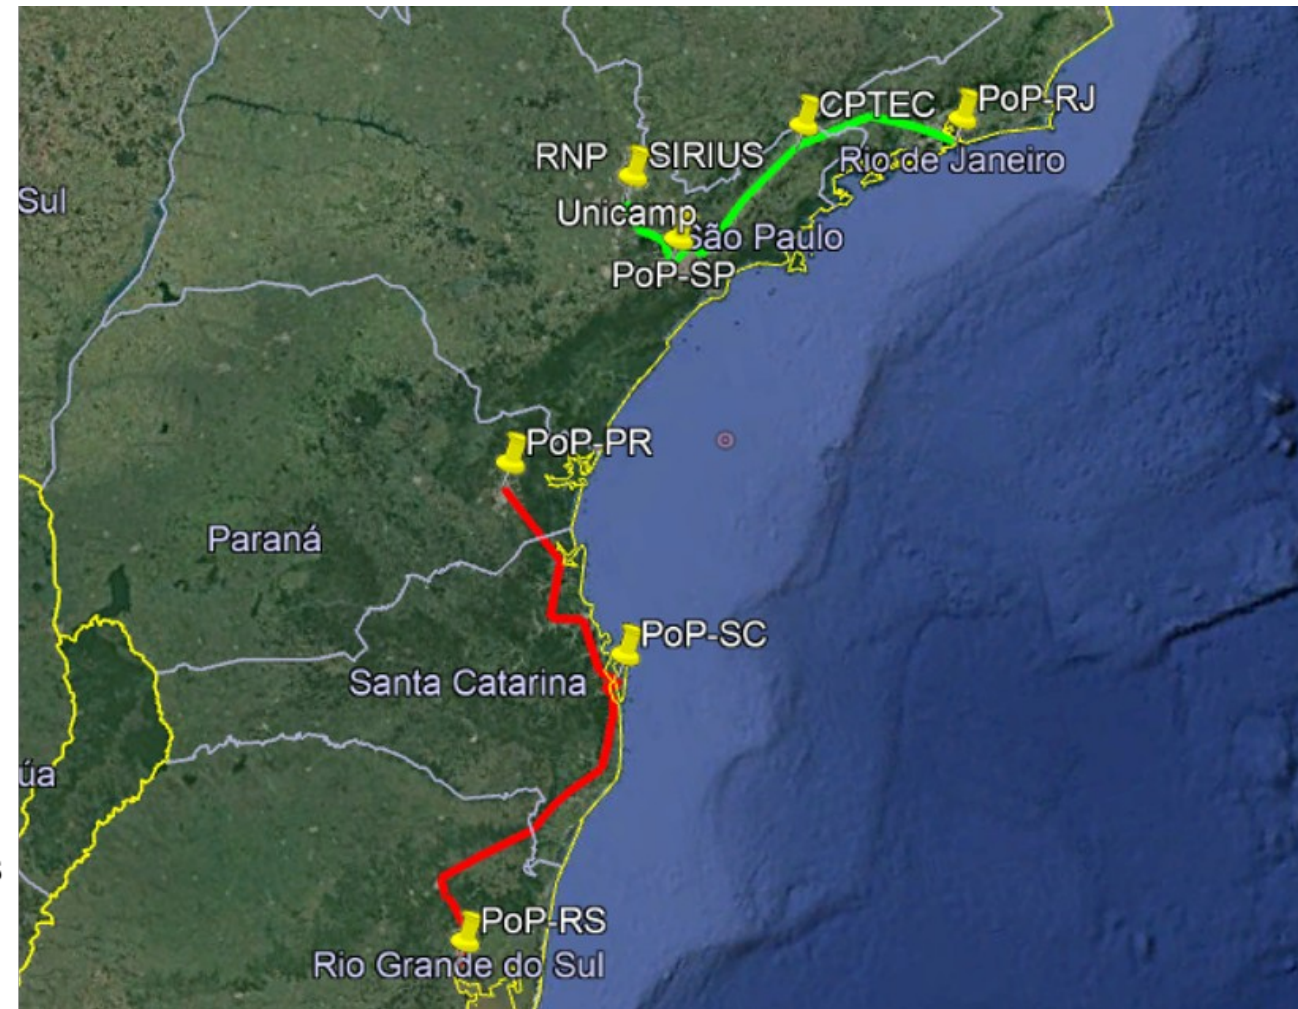 CPTEC
PoP-RJ
RNP
SIRIUS
Rio de Janeiro
Sul
Unicamp
São Paulo
PoP-SP
PoP-PR
Paraná
PoP-SC
Santa Catarina
úa
PoP-RS
Rio Grande do Sul